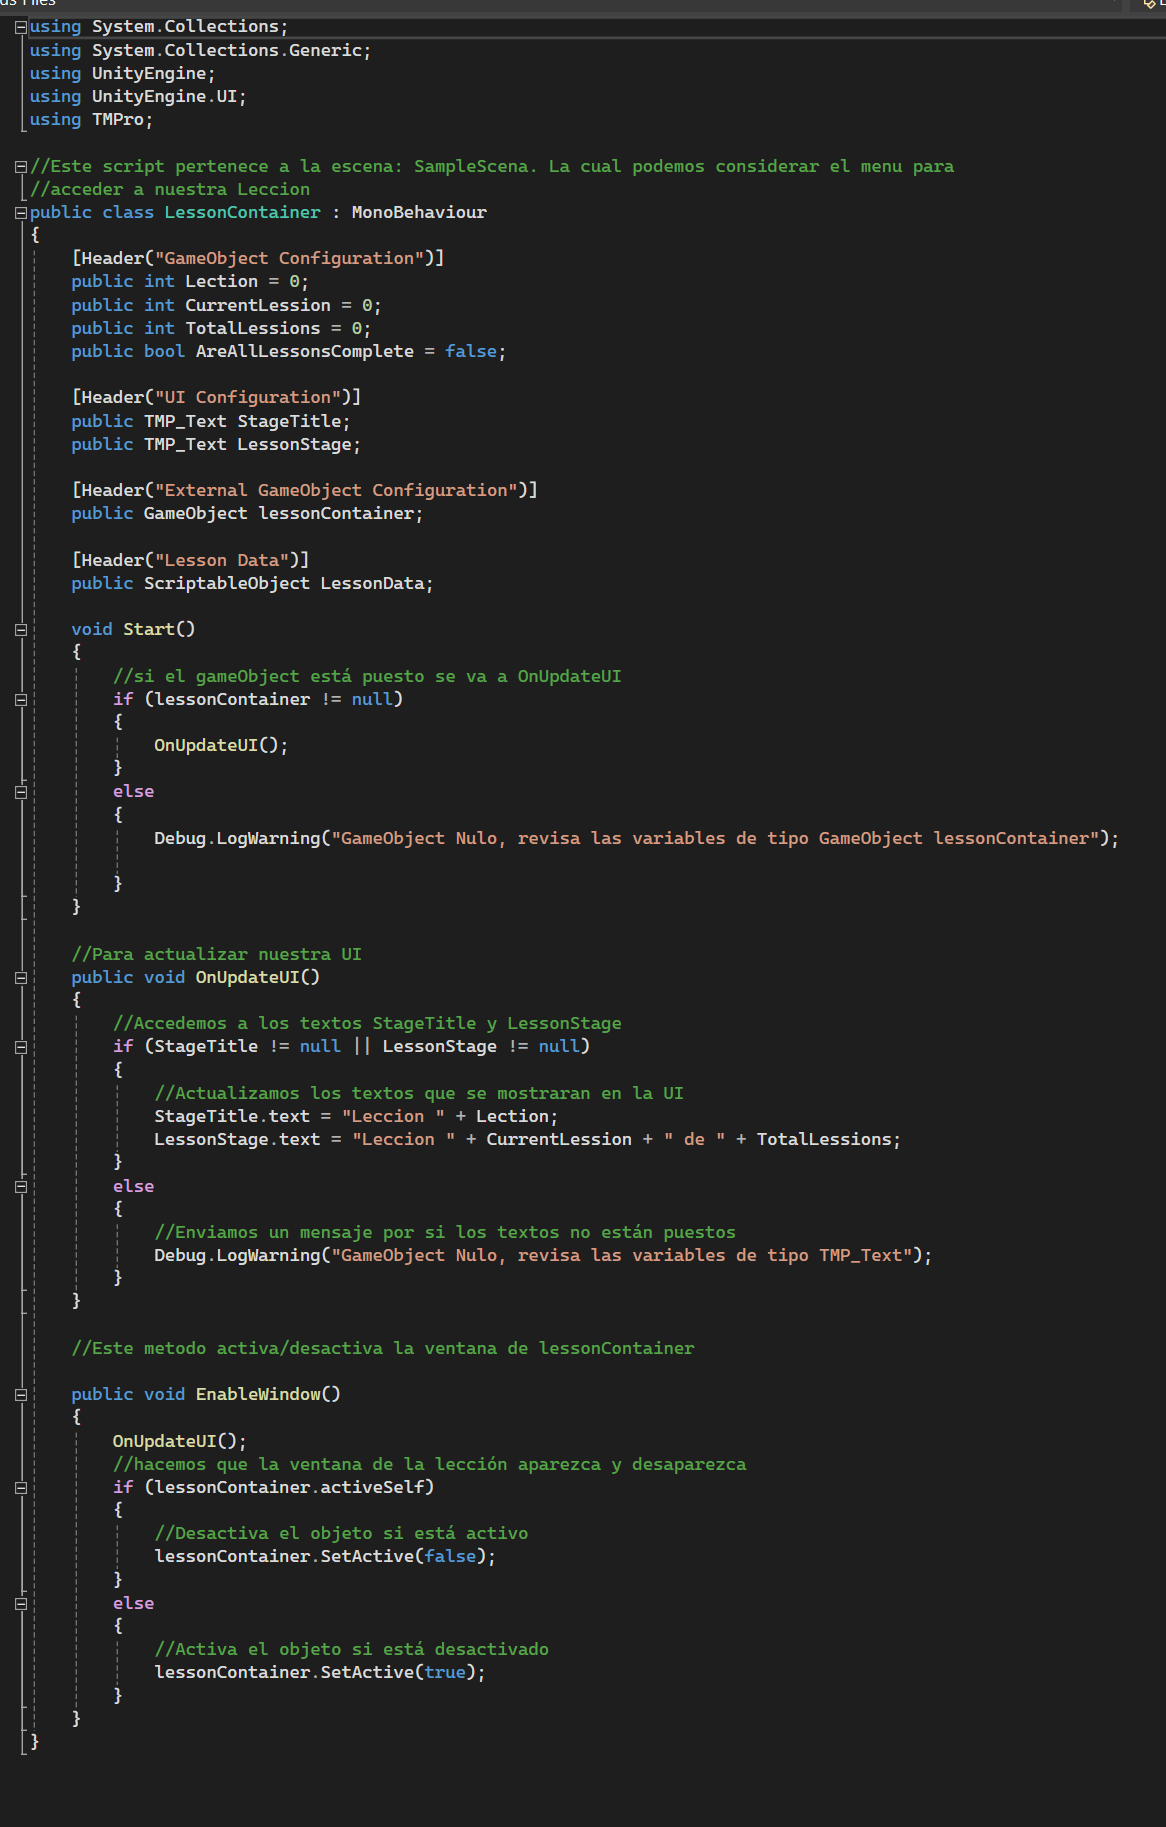 using System.Collections;
using System.Collections.Generic;
using UnityEngine;
using UnityEngine.UI;
using TMPro;

//Este script pertenece a la escena: SampleScena. La cual podemos considerar el menu para
//acceder a nuestra Leccion
public class LessonContainer : MonoBehaviour
{
    [Header("GameObject Configuration")]
    public int Lection = 0;
    public int CurrentLession = 0;
    public int TotalLessions = 0;
    public bool AreAllLessonsComplete = false;

    [Header("UI Configuration")]
    public TMP_Text StageTitle;
    public TMP_Text LessonStage;

    [Header("External GameObject Configuration")]
    public GameObject lessonContainer;

    [Header("Lesson Data")]
    public ScriptableObject LessonData;

    void Start()
    {
        //si el gameObject está puesto se va a OnUpdateUI
        if (lessonContainer != null)
        {
            OnUpdateUI();
        }
        else
        {
            Debug.LogWarning("GameObject Nulo, revisa las variables de tipo GameObject lessonContainer");

        }
    }

    //Para actualizar nuestra UI
    public void OnUpdateUI()
    {
        //Accedemos a los textos StageTitle y LessonStage
        if (StageTitle != null || LessonStage != null)
        {
            //Actualizamos los textos que se mostraran en la UI
            StageTitle.text = "Leccion " + Lection;
            LessonStage.text = "Leccion " + CurrentLession + " de " + TotalLessions;
        }
        else
        {
            //Enviamos un mensaje por si los textos no están puestos
            Debug.LogWarning("GameObject Nulo, revisa las variables de tipo TMP_Text");
        }
    }

    //Este metodo activa/desactiva la ventana de lessonContainer

    public void EnableWindow()
    {
        OnUpdateUI();
        //hacemos que la ventana de la lección aparezca y desaparezca
        if (lessonContainer.activeSelf)
        {
            //Desactiva el objeto si está activo
            lessonContainer.SetActive(false);
        }
        else
        {
            //Activa el objeto si está desactivado
            lessonContainer.SetActive(true);
        }
    }
}